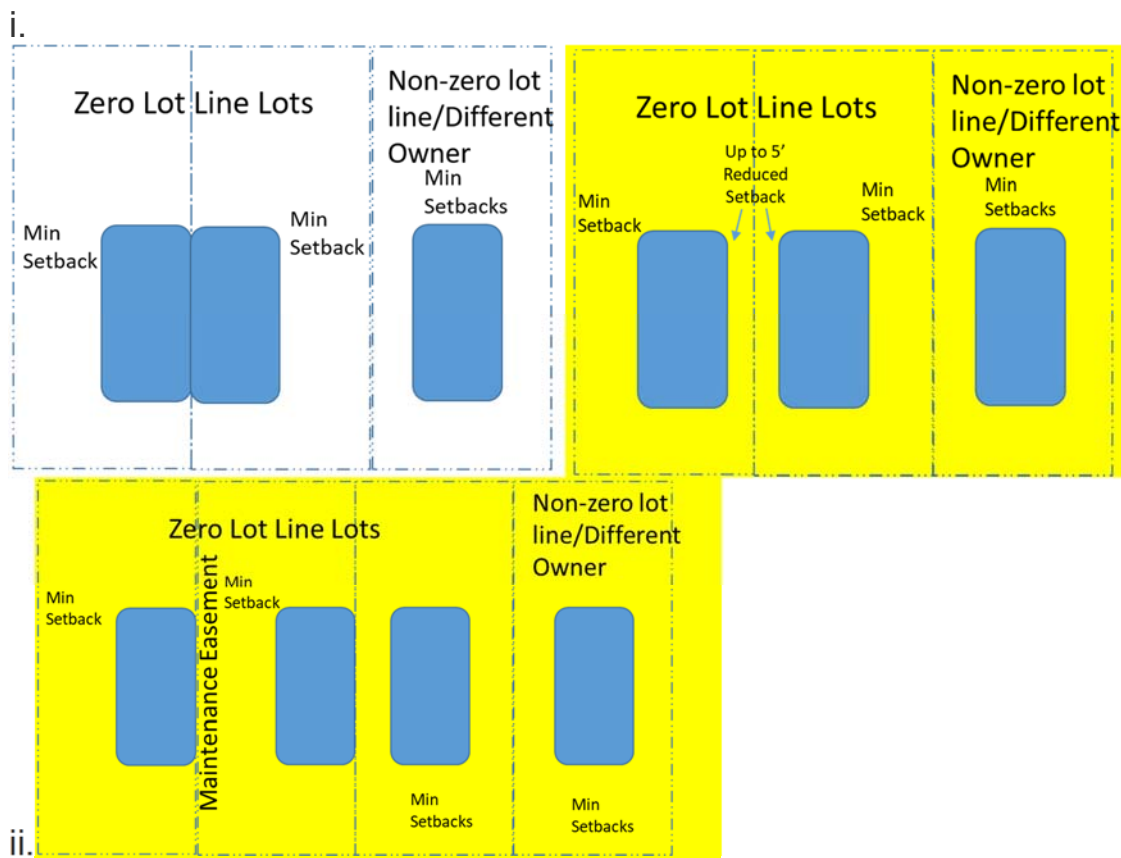 i.
Zero Lot Line Lots
Non-zero lot
line/Different
Owner
Min
Setbacks
Min
Setback
Min
Setback
Zero Lot Line Lots
Non-zero lot
line/Different
Owner
Up to 5'
Reduced
Setback
Min
Setback
Min
Setback
Min
Setbacks
Zero Lot Line Lots
Non-zero lot
line/Different
Owner
Min
Setback
Maintenance Easement
Min
Setback
Min
Setbacks
Min
Setbacks
ii.